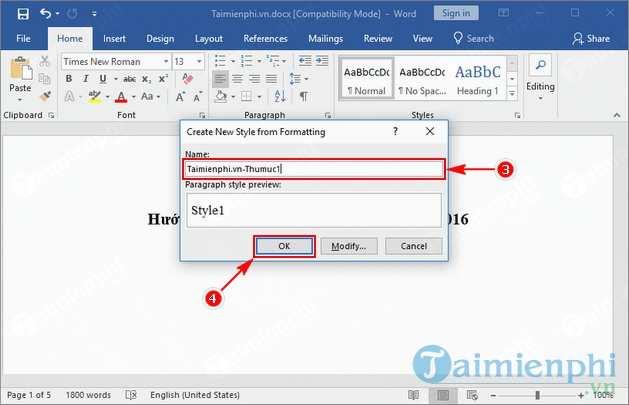 Taimienphi.vn.docx [Compatibility Mode] - Word
Sign in
File Home Insert Design Layout References Mailings Review Tell me Share
Paste
Times New Roman 13
AaBbCcDc AaBbCcDc AaBbC
¶ Normal ¶ No Spac... Heading 1
Editing
Clipboard Font Paragraph Styles
Create New Style from Formatting ?
Name:
Taimienphi.vn-Thumuc1
3
Paragraph style preview:
Style1
Hướ 016
OK Modify... Cancel
4
Taimienphi
.vn
Page 1 of 5 1800 words English (United States) 100%